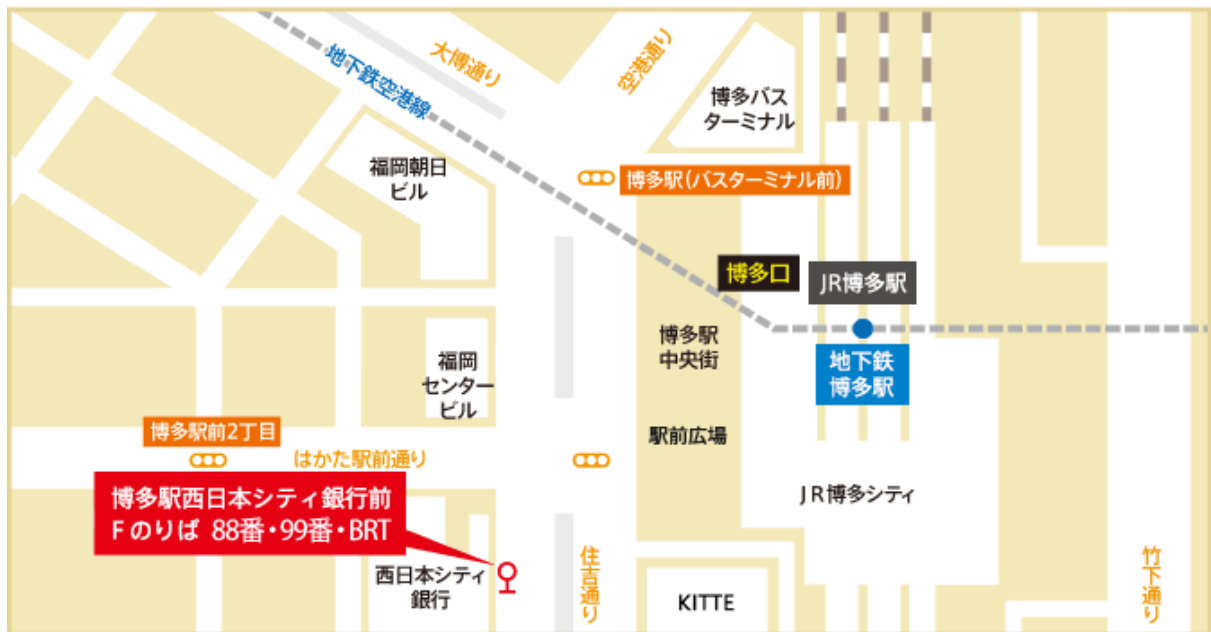 大博通り
空港通り
地下鉄空港線
博多バス
ターミナル
福岡朝日
ビル
博多駅(バスターミナル前)
博多口
JR博多駅
博多駅
中央街
地下鉄
博多駅
福岡
センター
ビル
博多駅前2丁目
はかた駅前通り
駅前広場
博多駅西日本シティ銀行前
Fのりば 88番・99番・BRT
JR博多シティ
西日本シティ
銀行
住吉通り
KITTE
竹下通り